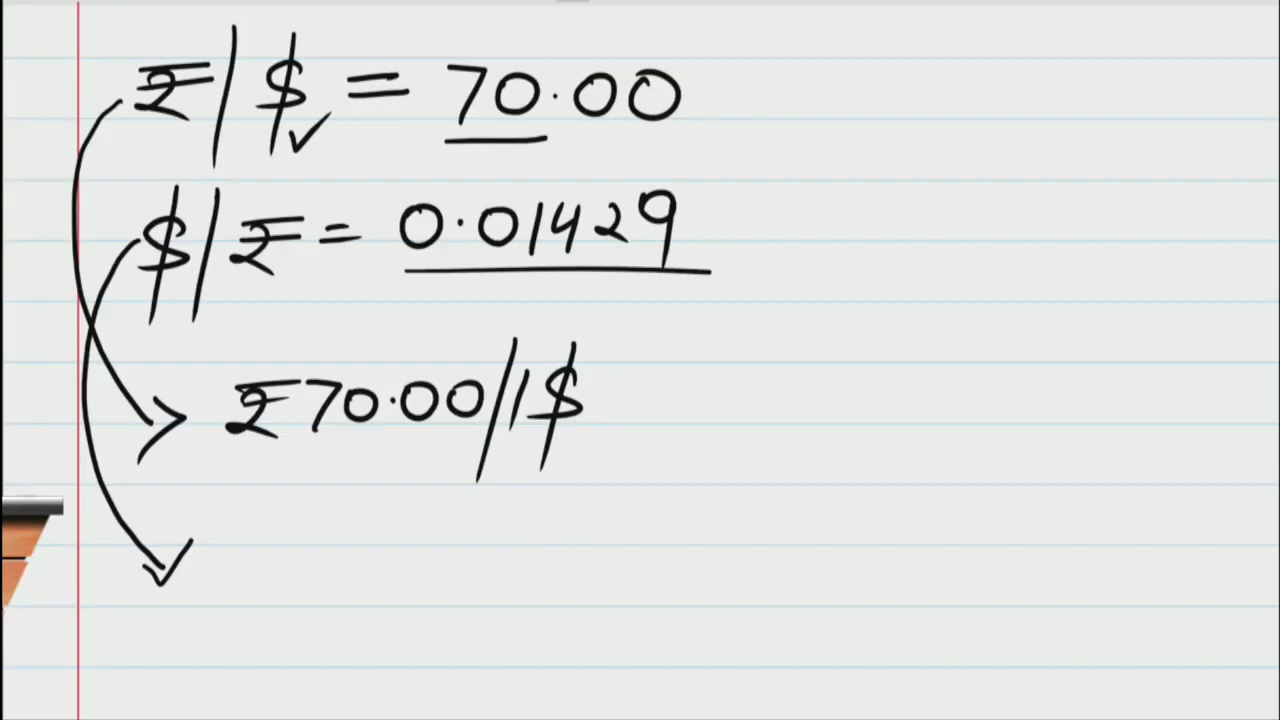 ₹/$ = 70.00
$/₹ = 0.01429
₹70.00/1$